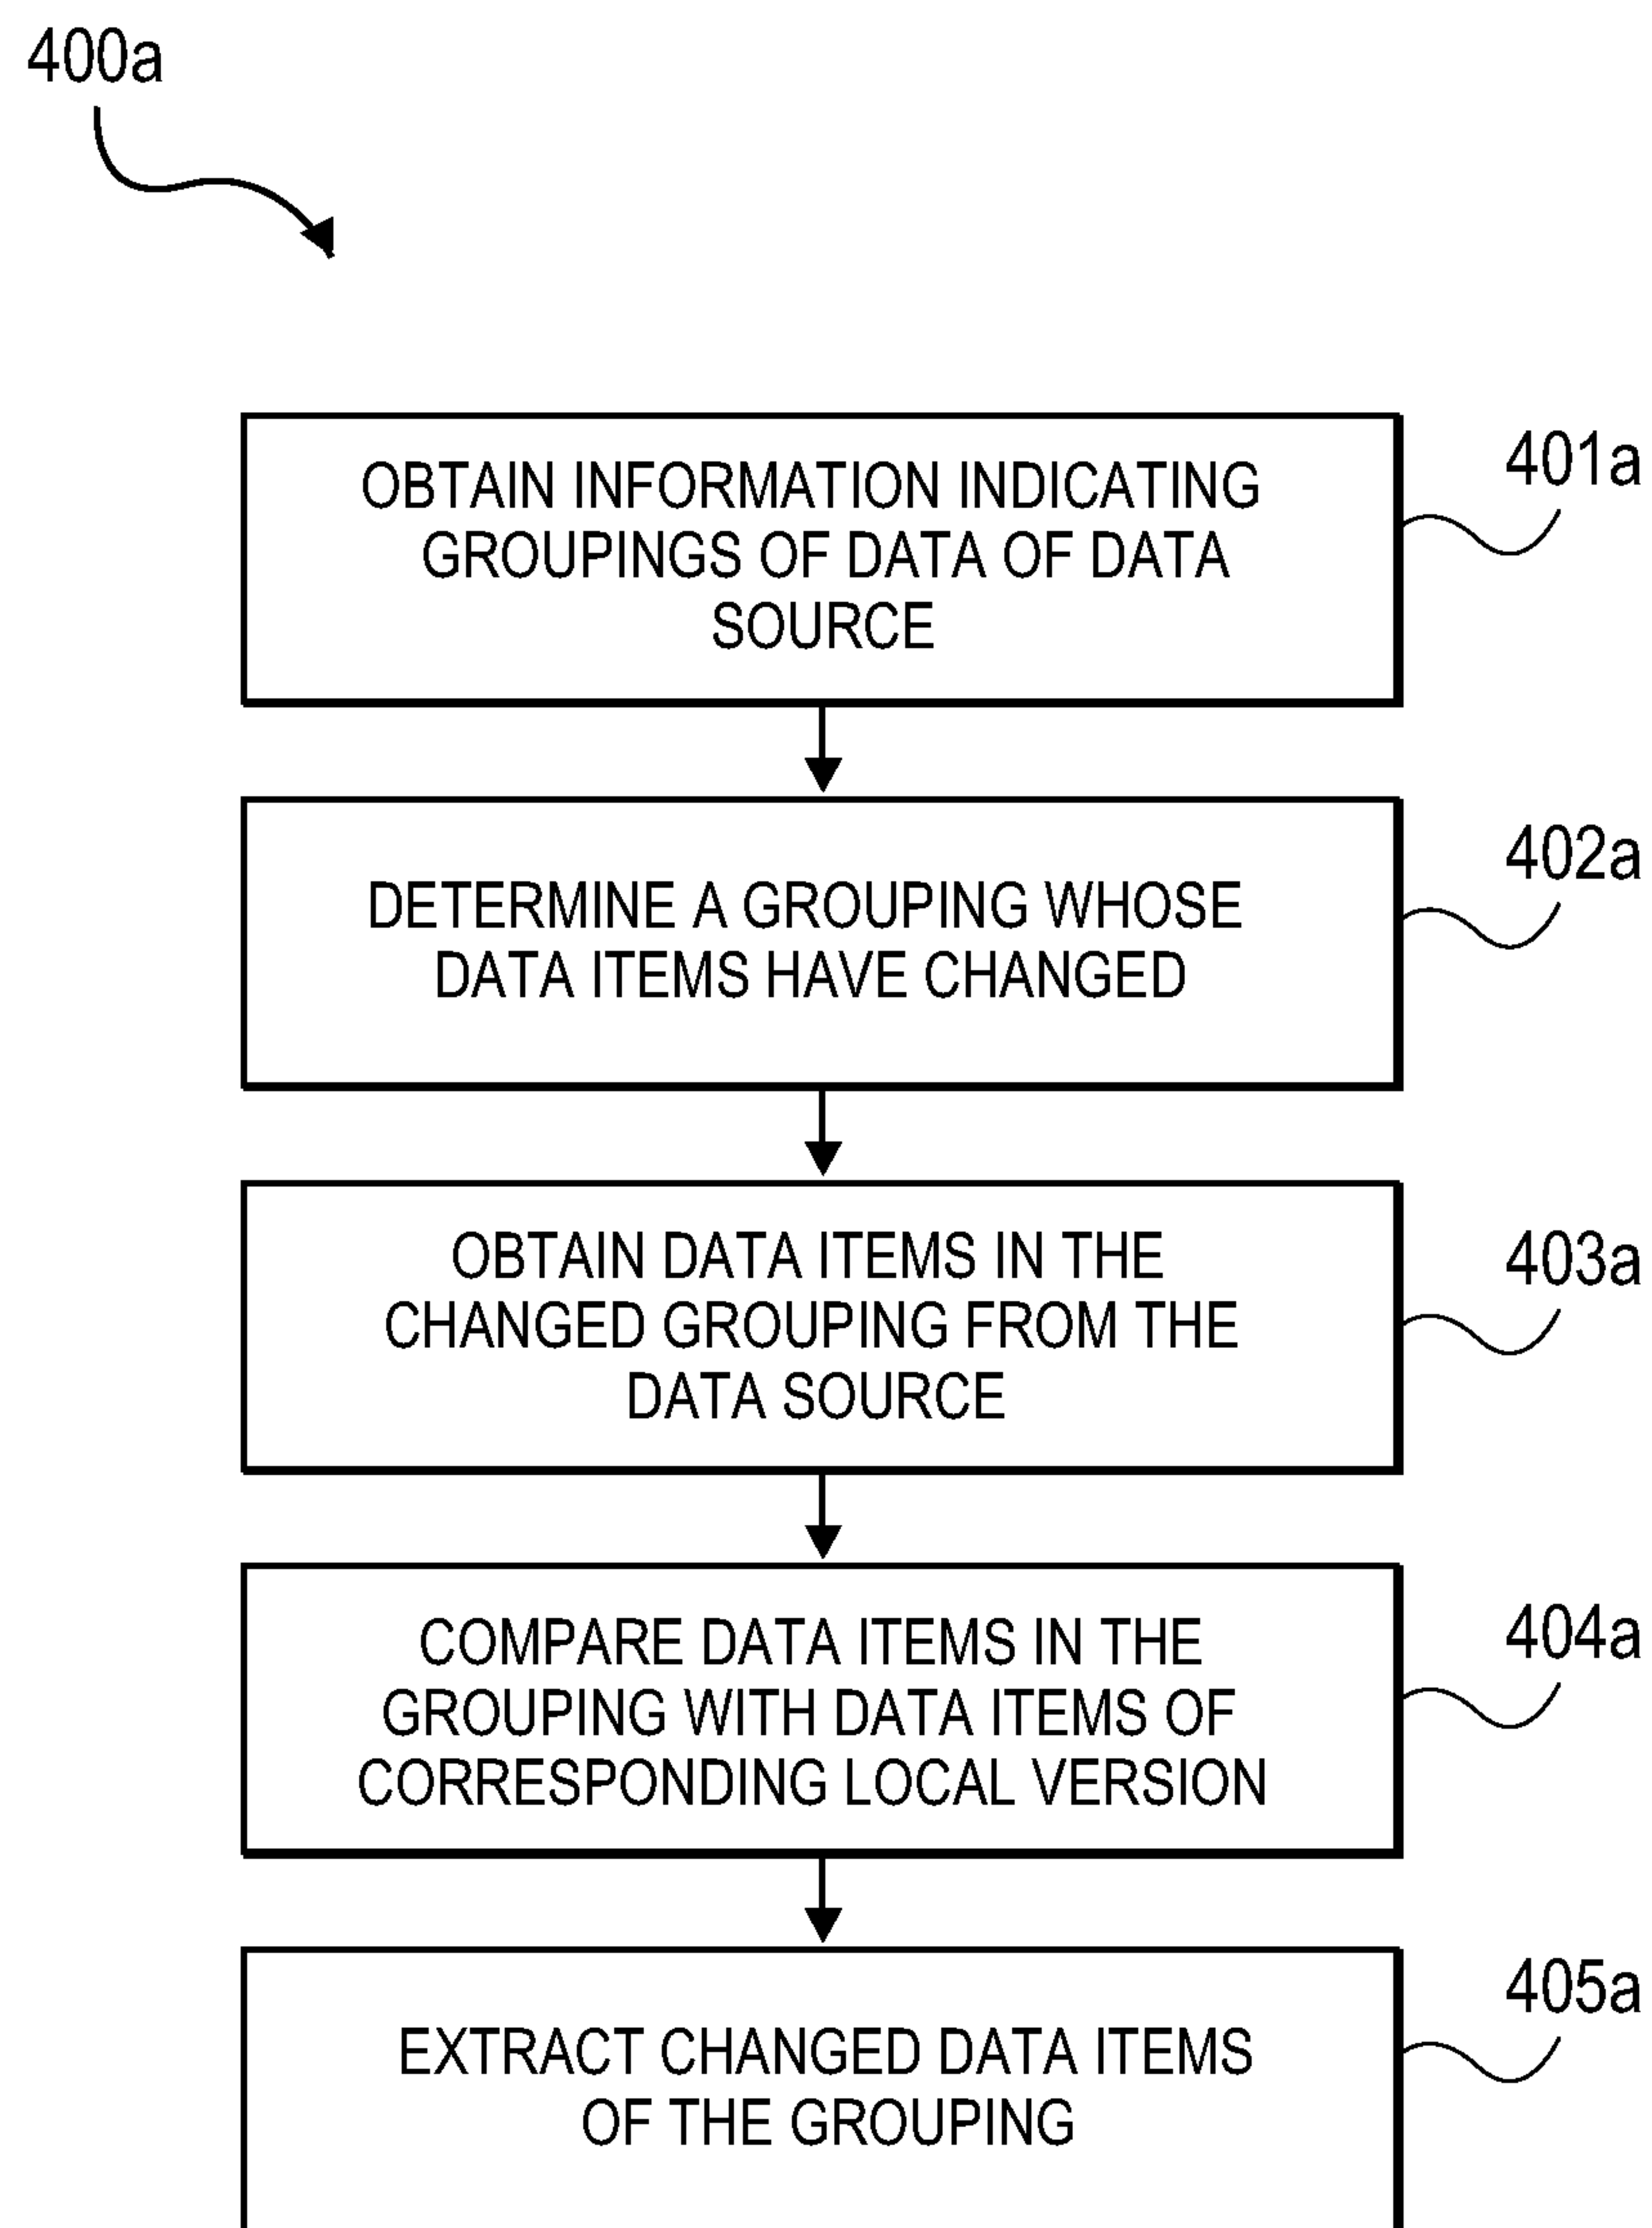 400a
OBTAIN INFORMATION INDICATING
GROUPINGS OF DATA OF DATA
SOURCE
401a
DETERMINE A GROUPING WHOSE
DATA ITEMS HAVE CHANGED
402a
OBTAIN DATA ITEMS IN THE
CHANGED GROUPING FROM THE
DATA SOURCE
403a
COMPARE DATA ITEMS IN THE
GROUPING WITH DATA ITEMS OF
CORRESPONDING LOCAL VERSION
404a
EXTRACT CHANGED DATA ITEMS
OF THE GROUPING
405a